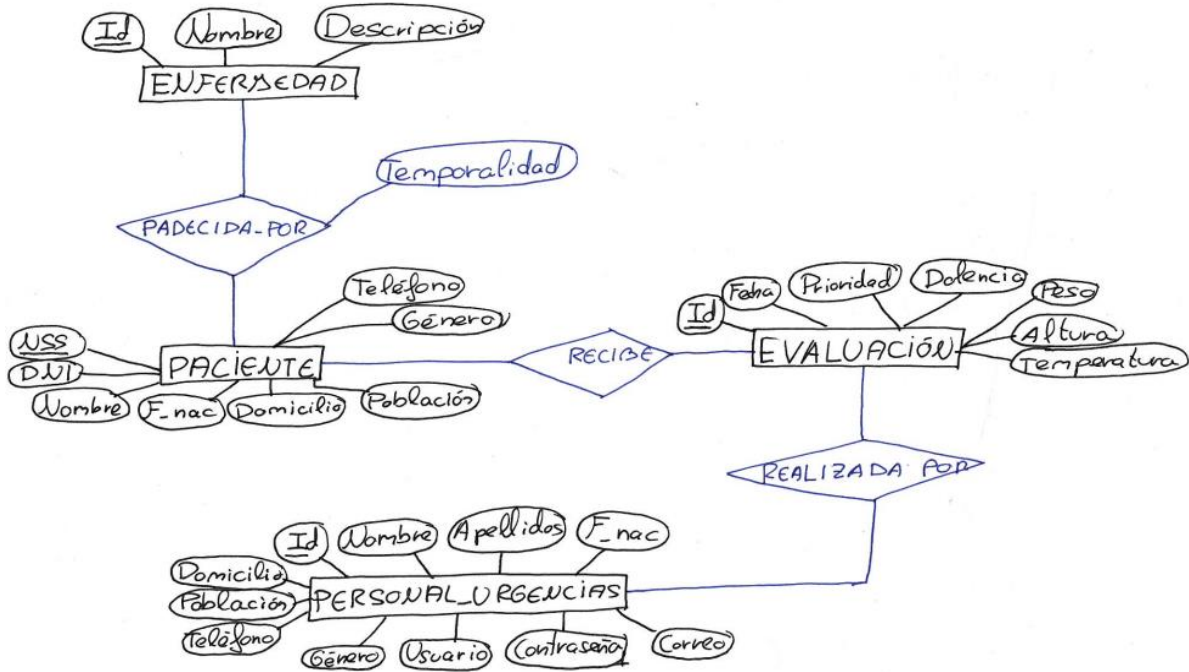 Id Nombre Descripción
ENFERMEDAD
Temporalidad
PADECIDA_POR
Teléfono
Género
NSS
DNI
PACIENTE
Nombre F_nac Domicilio Población
RECIBE
Id Fecha Prioridad Dolencia Peso
EVALUACIÓN
Altura
Temperatura
REALIZADA POR
Id Nombre Apellidos F_nac
Domicilio
Población
Teléfono
PERSONAL_URGENCIAS
Género Usuario Contraseña Correo